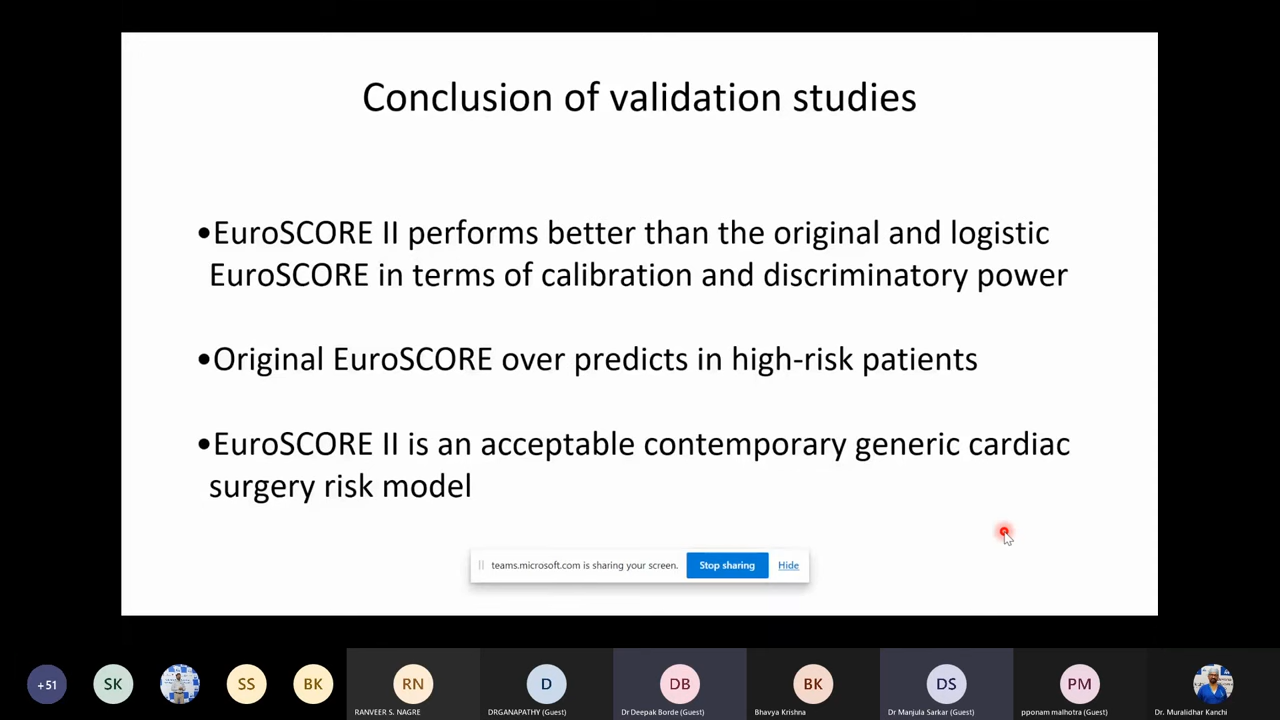 Conclusion of validation studies
•EuroSCORE II performs better than the original and logistic
EuroSCORE in terms of calibration and discriminatory power
•Original EuroSCORE over predicts in high-risk patients
•EuroSCORE II is an acceptable contemporary generic cardiac
surgery risk model
teams.microsoft.com is sharing your screen. Stop sharing Hide
+51 SK SS BK RN D DB BK DS PM
RANVEER S. NAGRE DRGANAPATHY (Guest) Dr Deepak Borde (Guest) Bhavya Krishna Dr Manjula Sarkar (Guest) pponam malhotra (Guest) Dr. Muralidhar Kanchi